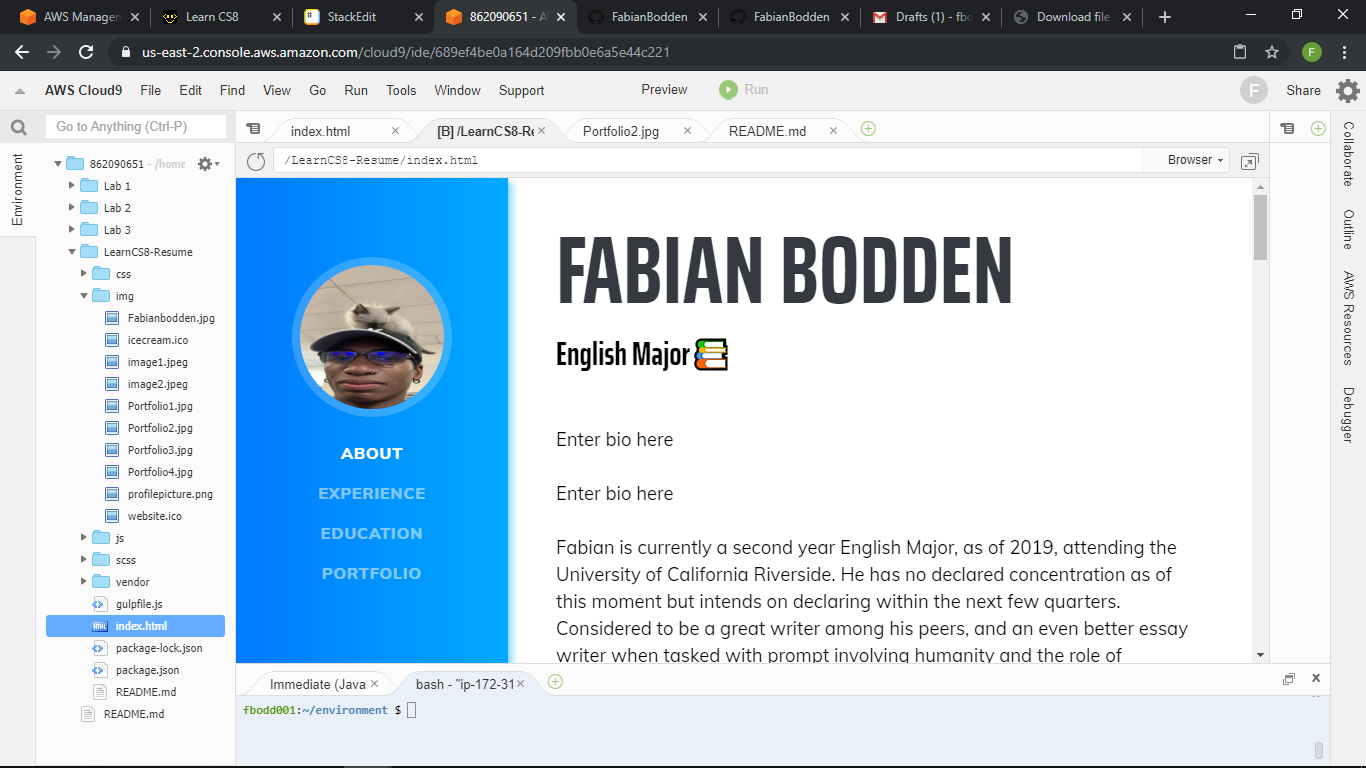 AWS Managem
Learn CS8
StackEdit
862090651 - A
FabianBodden
FabianBodden
Drafts (1) - fbo
Download file
us-east-2.console.aws.amazon.com/cloud9/ide/689ef4be0a164d209fbb0e6a5e44c221
F
AWS Cloud9 File Edit Find View Go Run Tools Window Support Preview Run F Share
Go to Anything (Ctrl-P)
index.html
[B] /LearnCS8-Re
Portfolio2.jpg
README.md
/LearnCS8-Resume/index.html
Browser
Environment
862090651 - /home
Lab 1
Lab 2
Lab 3
LearnCS8-Resume
css
img
Fabianbodden.jpg
icecream.ico
image1.jpeg
image2.jpeg
Portfolio1.jpg
Portfolio2.jpg
Portfolio3.jpg
Portfolio4.jpg
profilepicture.png
website.ico
js
scss
vendor
gulpfile.js
index.html
package-lock.json
package.json
README.md
README.md
ABOUT
EXPERIENCE
EDUCATION
PORTFOLIO
FABIAN BODDEN
English Major 📚
Enter bio here
Enter bio here
Fabian is currently a second year English Major, as of 2019, attending the
University of California Riverside. He has no declared concentration as of
this moment but intends on declaring within the next few quarters.
Considered to be a great writer among his peers, and an even better essay
writer when tasked with prompt involving humanity and the role of
Collaborate
Outline
AWS Resources
Debugger
Immediate (Java
bash - "ip-172-31
fbodd001:~/environment $